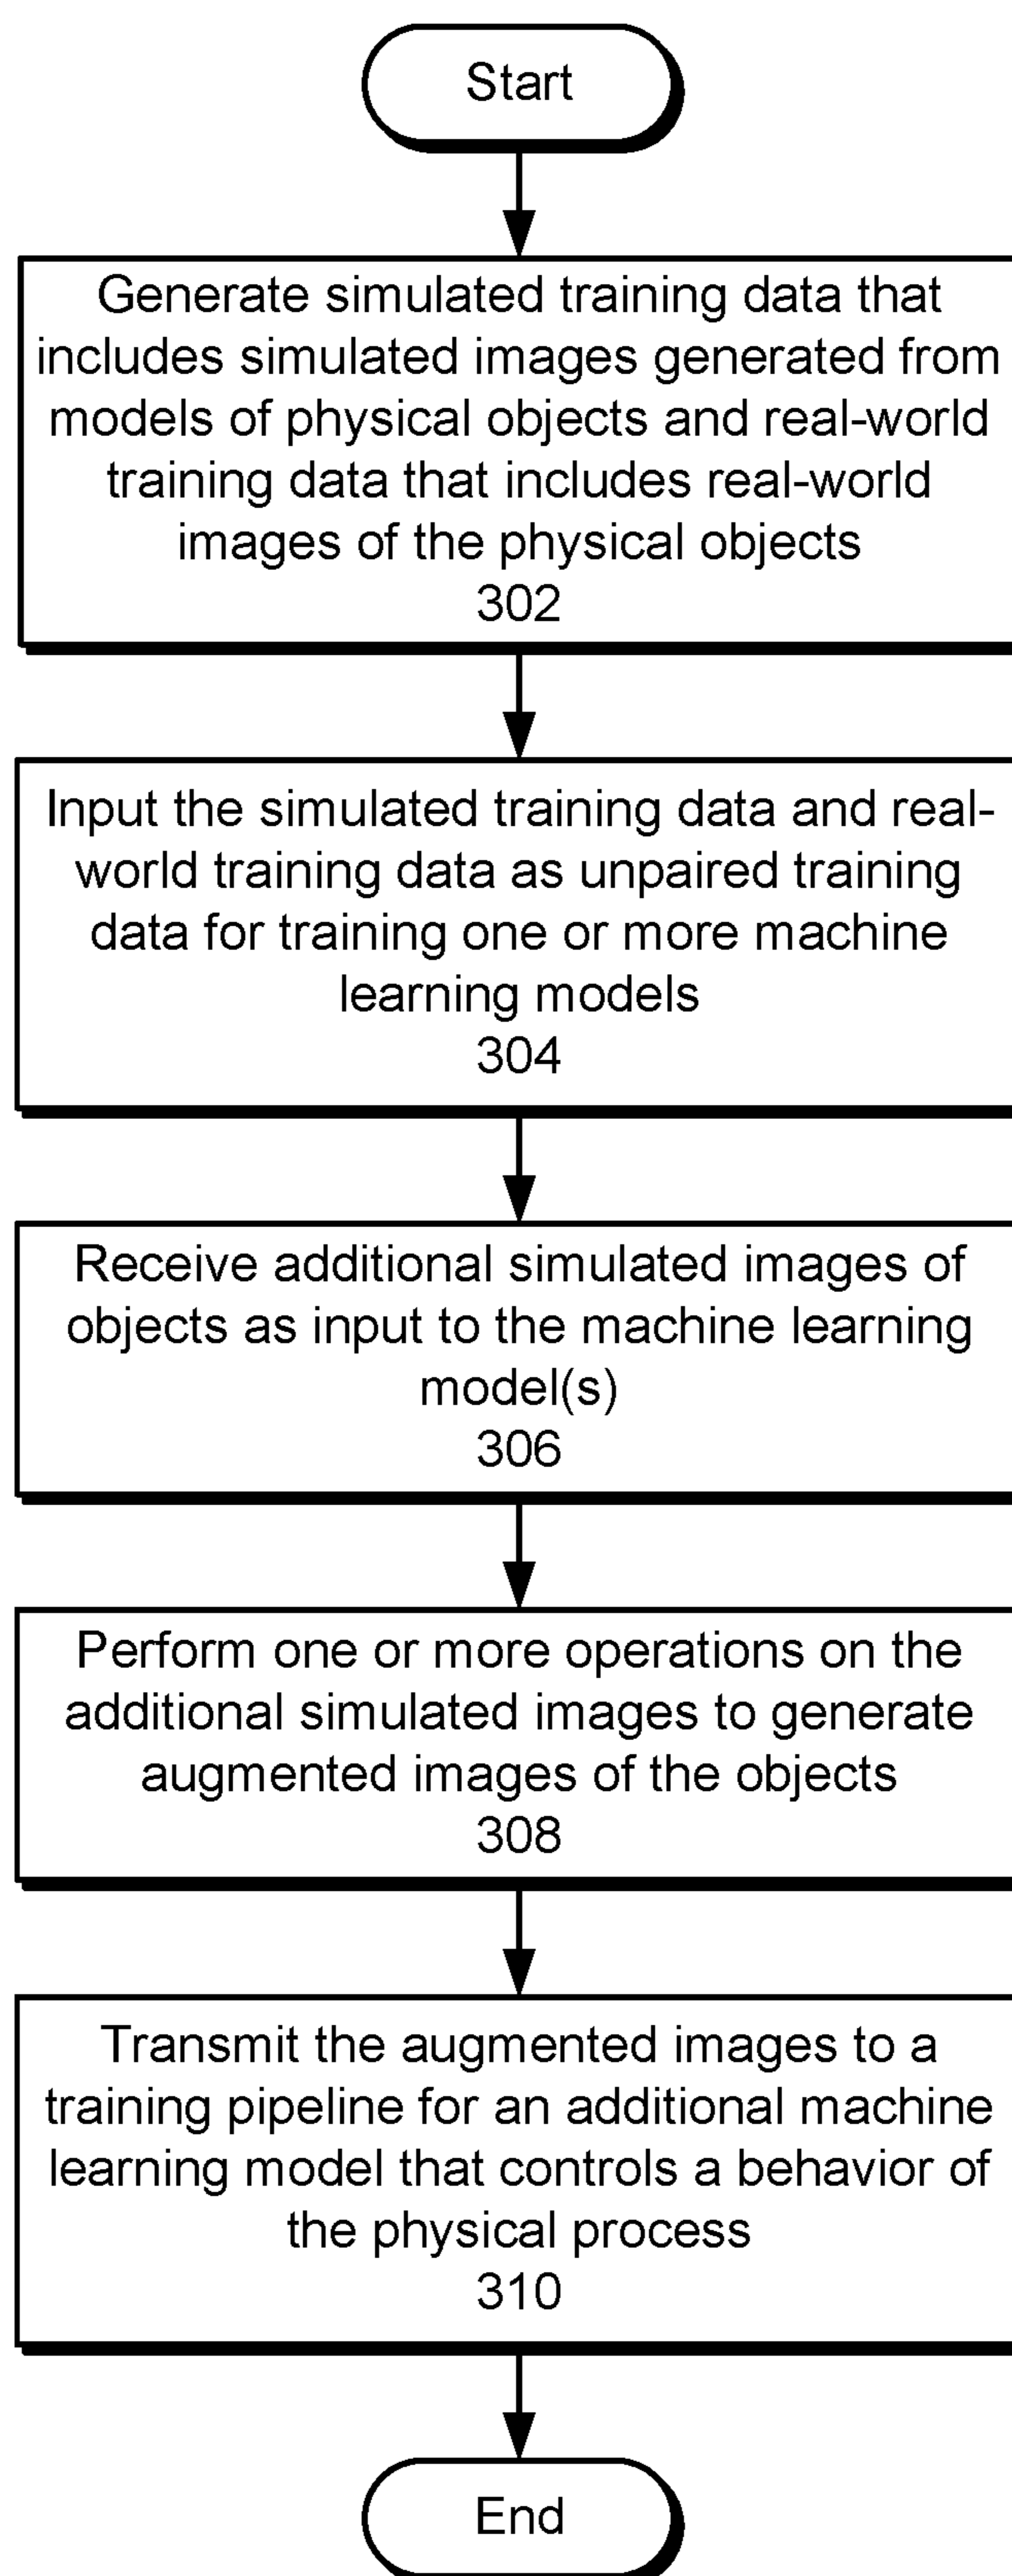 Start
Generate simulated training data that
includes simulated images generated from
models of physical objects and real-world
training data that includes real-world
images of the physical objects
302
Input the simulated training data and real-
world training data as unpaired training
data for training one or more machine
learning models
304
Receive additional simulated images of
objects as input to the machine learning
model(s)
306
Perform one or more operations on the
additional simulated images to generate
augmented images of the objects
308
Transmit the augmented images to a
training pipeline for an additional machine
learning model that controls a behavior of
the physical process
310
End